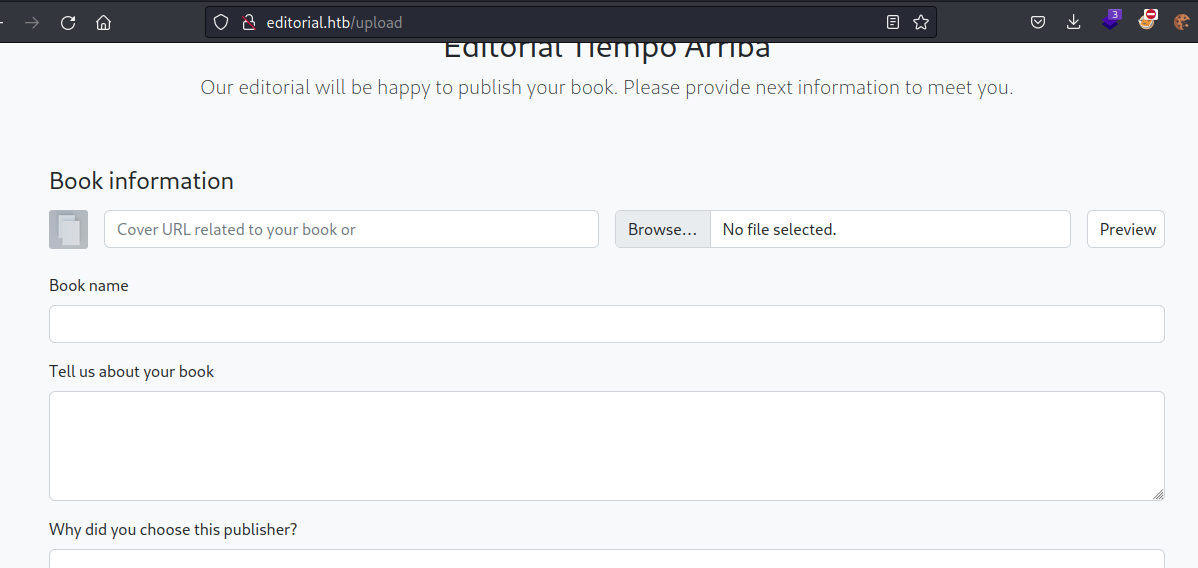 editorial.htb/upload
3
Editorial Tiempo Arriba
Our editorial will be happy to publish your book. Please provide next information to meet you.
Book information
Cover URL related to your book or
Browse...
No file selected.
Preview
Book name
Tell us about your book
Why did you choose this publisher?